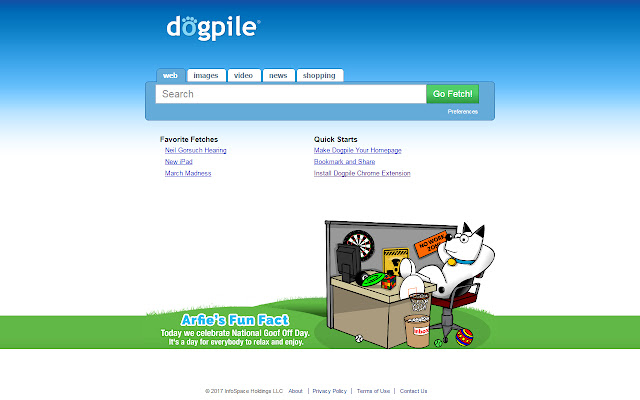 dogpile®
web
images
video
news
shopping
Search
Go Fetch!
Preferences
Favorite Fetches
Neil Gorsuch Hearing
New iPad
March Madness
Quick Starts
Make Dogpile Your Homepage
Bookmark and Share
Install Dogpile Chrome Extension
NO WORK
ZONE
Inbox
Arfie's Fun Fact
Today we celebrate National Goof Off Day.
It's a day for everybody to relax and enjoy.
© 2017 InfoSpace Holdings LLC About | Privacy Policy | Terms of Use | Contact Us